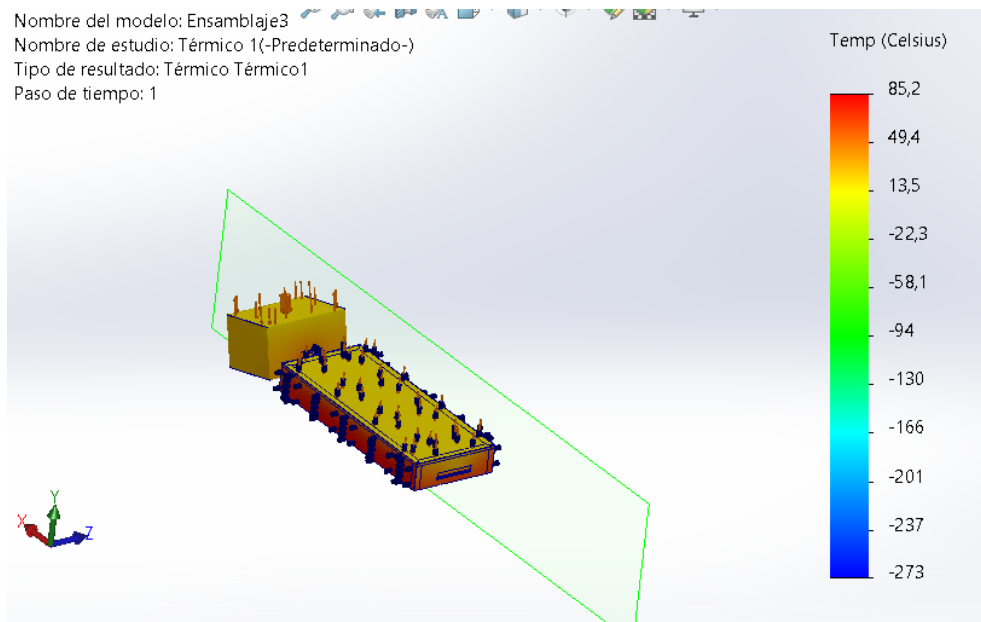 Nombre del modelo: Ensamblaje3
Nombre de estudio: Térmico 1(-Predeterminado-)
Tipo de resultado: Térmico Térmico1
Paso de tiempo: 1
Temp (Celsius)
85,2
49,4
13,5
-22,3
-58,1
-94
-130
-166
-201
-237
-273
Y
X
Z